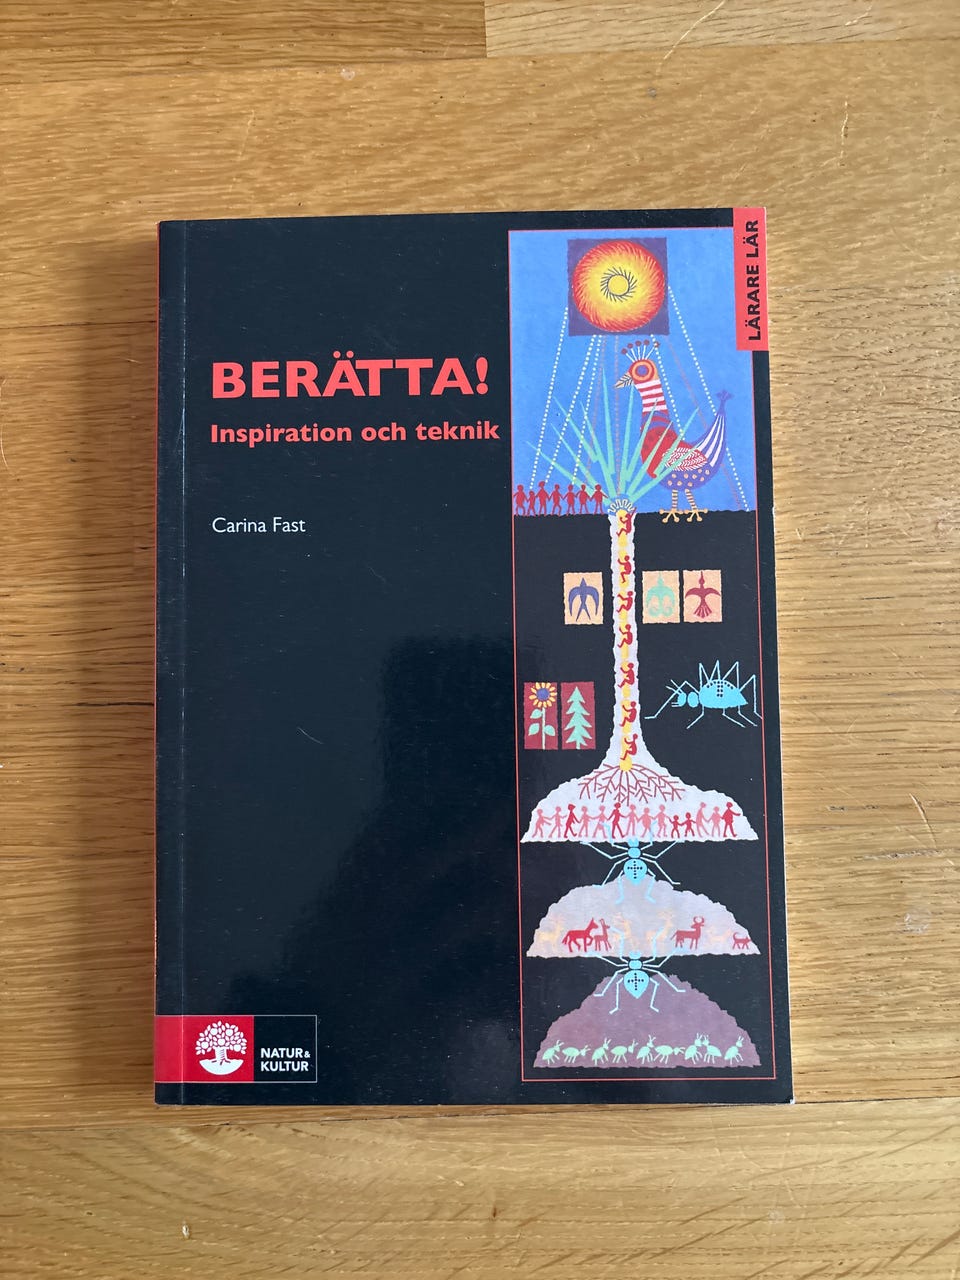 LÄRARE LÄR
BERÄTTA!
Inspiration och teknik
Carina Fast
NATUR&
KULTUR